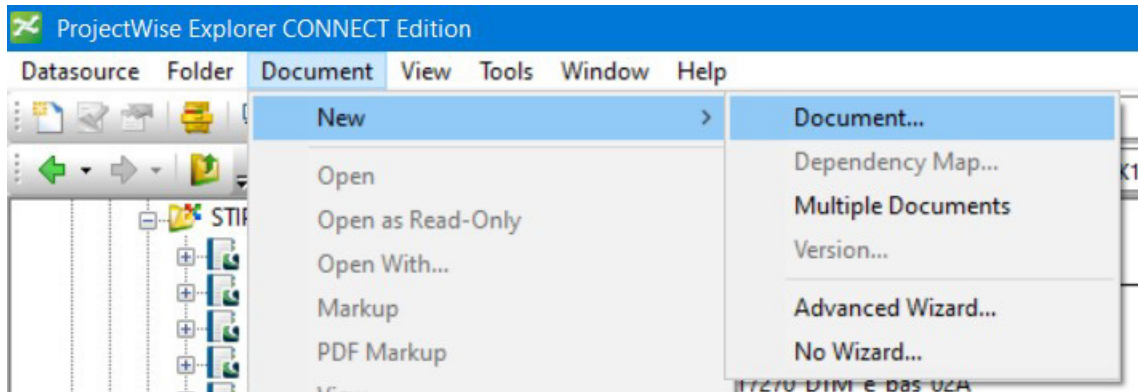 ProjectWise Explorer CONNECT Edition
Datasource Folder Document View Tools Window Help
New > Document...
Dependency Map...
Open
Multiple Documents
Open as Read-Only
Version...
Open With...
Markup
Advanced Wizard...
PDF Markup
No Wizard...